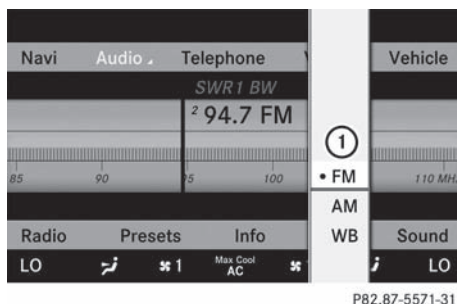 Navi Audio Telephone V Vehicle
SWR1 BW
2 94.7 FM
1
85 90 95 100 110 MHz
• FM
AM
Radio Presets Info WB Sound
LO 1 Max Cool AC LO
P82.87-5571-31